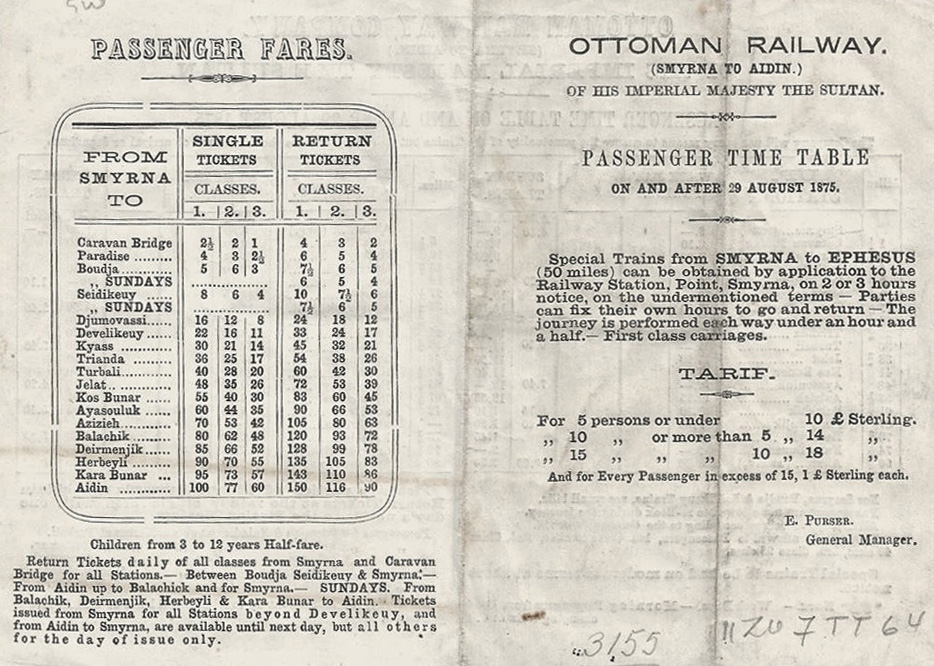 PASSENGER FARES.
FROM SMYRNA TO | SINGLE TICKETS | RETURN TICKETS
CLASSES. | CLASSES.
1. | 2. | 3. | 1. | 2. | 3.
Caravan Bridge 2½ 2 1 4 3 2
Paradise ......... 4 3 2½ 6 5 4
Boudja............ 5 6 3 7½ 6 5
„ SUNDAYS .................. 6 5 4
Seidikeuy ...... 8 6 4 10 7½ 6
„ SUNDAYS .................. 7½ 6 5
Djumovassi...... 16 12 8 24 18 12
Develikeuy...... 22 16 11 33 24 17
Kyass ............ 30 21 14 45 32 21
Trianda ......... 36 25 17 54 38 26
Turbali............ 40 28 20 60 42 30
Jelat............... 48 35 26 72 53 39
Kos Bunar ...... 55 40 30 83 60 45
Ayasouluk ...... 60 44 35 90 66 53
Azizieh ......... 70 53 42 105 80 63
Balachik ......... 80 62 48 120 93 72
Deirmenjik...... 85 66 52 128 99 78
Herbeyli ......... 90 70 55 135 105 83
Kara Bunar ... 95 73 57 143 110 86
Aidin ............ 100 77 60 150 116 90
Children from 3 to 12 years Half-fare.
Return Tickets daily of all classes from Smyrna and Caravan
Bridge for all Stations.— Between Boudja Seidikeuy & Smyrna.—
From Aidin up to Balachick and for Smyrna.— SUNDAYS. From
Balachik, Deirmenjik, Herbeyli & Kara Bunar to Aidin. Tickets
issued from Smyrna for all Stations beyond Develikeuy, and
from Aidin to Smyrna, are available until next day, but all others
for the day of issue only.
OTTOMAN RAILWAY.
(SMYRNA TO AIDIN.)
OF HIS IMPERIAL MAJESTY THE SULTAN.
PASSENGER TIME TABLE
ON AND AFTER 29 AUGUST 1875.
Special Trains from SMYRNA to EPHESUS
(50 miles) can be obtained by application to the
Railway Station, Point, Smyrna, on 2 or 3 hours
notice, on the undermentioned terms — Parties
can fix their own hours to go and return — The
journey is performed each way under an hour and
a half.— First class carriages.
TARIF.
For 5 persons or under 10 £ Sterling.
„ 10 „ or more than 5 „ 14 „
„ 15 „ „ „ 10 „ 18 „
And for Every Passenger in excess of 15, 1 £ Sterling each.
E. PURSER.
General Manager.
3155